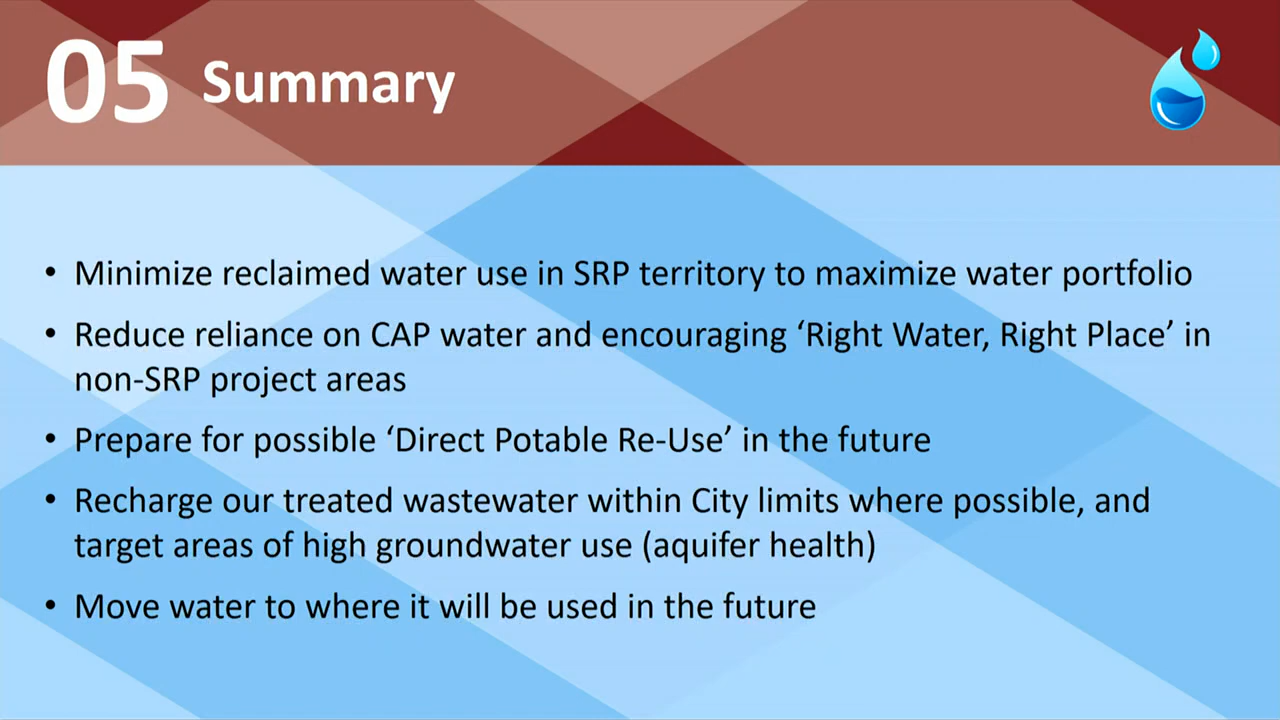 05 Summary
• Minimize reclaimed water use in SRP territory to maximize water portfolio
• Reduce reliance on CAP water and encouraging ‘Right Water, Right Place’ in
non-SRP project areas
• Prepare for possible ‘Direct Potable Re-Use’ in the future
• Recharge our treated wastewater within City limits where possible, and
target areas of high groundwater use (aquifer health)
• Move water to where it will be used in the future